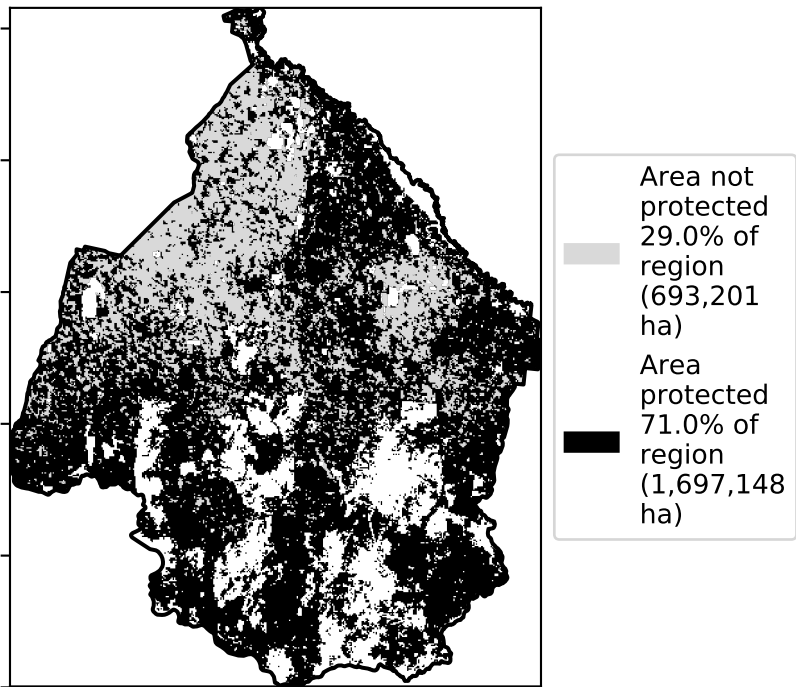 Area not
protected
29.0% of
region
(693,201
ha)
Area
protected
71.0% of
region
(1,697,148
ha)